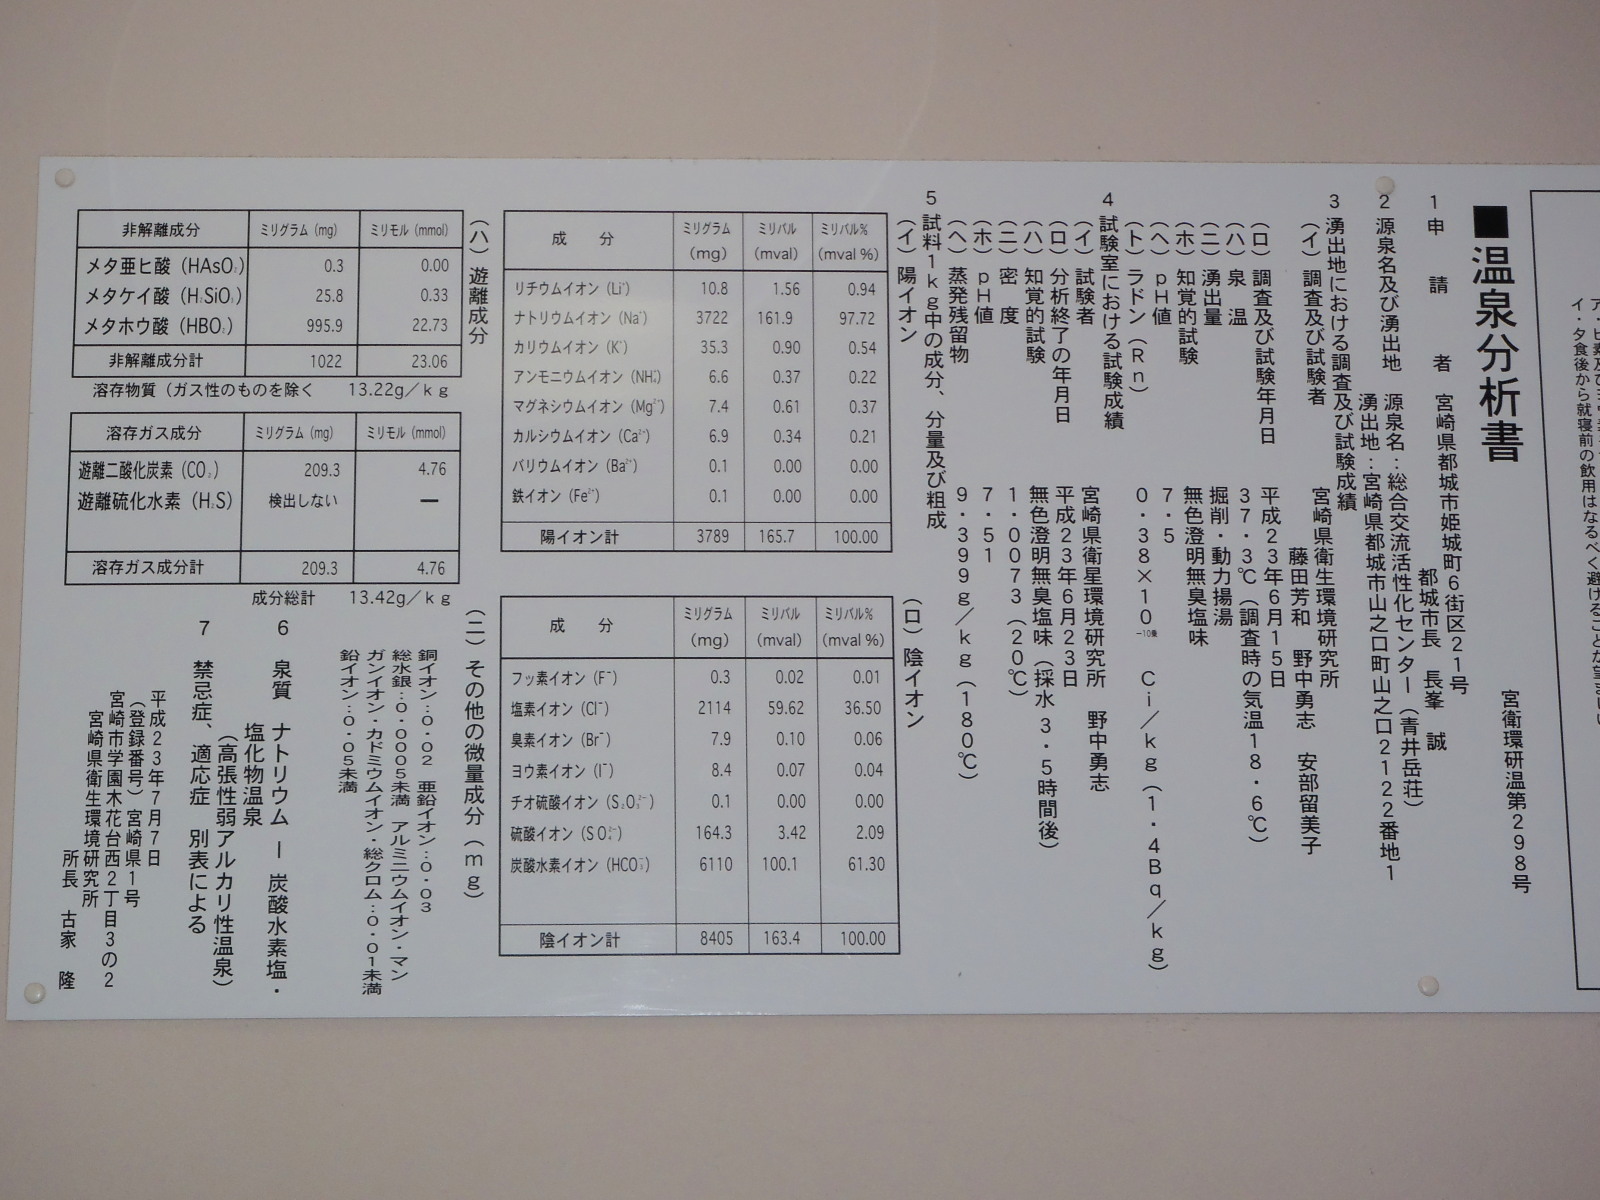 ■温泉分析書
宮衛環研温第298号
1 申請者 宮崎県都城市姫城町6街区21号
都城市長 長峯 誠
2 源泉名及び湧出地 源泉名：総合交流活性化センター（青井岳荘）
湧出地：宮崎県都城市山之口町山之口2122番地1
3 湧出地における調査及び試験成績
（イ）調査及び試験者 宮崎県衛生環境研究所
藤田芳和 野中勇志 安部留美子
（ロ）調査及び試験年月日 平成23年6月15日
（ハ）泉温 37・3℃（調査時の気温18・6℃）
（ニ）湧出量 掘削・動力揚湯
（ホ）知覚的試験 無色澄明無臭塩味
（ヘ）pH値 7・5
（ト）ラドン（Rn） 0・38×10－10乗 Ci／kg（1・4Bq／kg）
4 試験室における試験成績
（イ）試験者 宮崎県衛星環境研究所 野中勇志
（ロ）分析終了の年月日 平成23年6月23日
（ハ）知覚的試験 無色澄明無臭塩味（採水3・5時間後）
（ニ）密度 1・0073（20℃）
（ホ）pH値 7・51
（ヘ）蒸発残留物 9・399g／kg（180℃）
5 試料1kg中の成分、分量及び粗成
（イ）陽イオン
成分 ミリグラム(mg) ミリバル(mval) ミリバル%(mval %)
リチウムイオン（Li⁺） 10.8 1.56 0.94
ナトリウムイオン（Na⁺） 3722 161.9 97.72
カリウムイオン（K⁺） 35.3 0.90 0.54
アンモニウムイオン（NH₄⁺） 6.6 0.37 0.22
マグネシウムイオン（Mg²⁺） 7.4 0.61 0.37
カルシウムイオン（Ca²⁺） 6.9 0.34 0.21
バリウムイオン（Ba²⁺） 0.1 0.00 0.00
鉄イオン（Fe²⁺） 0.1 0.00 0.00
陽イオン計 3789 165.7 100.00
（ロ）陰イオン
成分 ミリグラム(mg) ミリバル(mval) ミリバル%(mval %)
フッ素イオン（F⁻） 0.3 0.02 0.01
塩素イオン（Cl⁻） 2114 59.62 36.50
臭素イオン（Br⁻） 7.9 0.10 0.06
ヨウ素イオン（I⁻） 8.4 0.07 0.04
チオ硫酸イオン（S₂O₃²⁻） 0.1 0.00 0.00
硫酸イオン（SO₄²⁻） 164.3 3.42 2.09
炭酸水素イオン（HCO₃⁻） 6110 100.1 61.30
陰イオン計 8405 163.4 100.00
（ハ）遊離成分
非解離成分 ミリグラム(mg) ミリモル(mmol)
メタ亜ヒ酸（HAsO₂） 0.3 0.00
メタケイ酸（H₂SiO₃） 25.8 0.33
メタホウ酸（HBO₂） 995.9 22.73
非解離成分計 1022 23.06
溶存物質（ガス性のものを除く 13.22g／kg
溶存ガス成分 ミリグラム(mg) ミリモル(mmol)
遊離二酸化炭素（CO₂） 209.3 4.76
遊離硫化水素（H₂S） 検出しない ー
溶存ガス成分計 209.3 4.76
成分総計 13.42g／kg
（ニ）その他の微量成分（mg）
銅イオン：0・02 亜鉛イオン：0・03
総水銀：0・0005未満 アルミニウムイオン・マン
ガンイオン・カドミウムイオン・総クロム：0・01未満
鉛イオン：0・05未満
6 泉質 ナトリウム ー 炭酸水素塩・
塩化物温泉
（高張性弱アルカリ性温泉）
7 禁忌症、適応症 別表による
平成23年7月7日
（登録番号）宮崎県1号
宮崎市学園木花台西2丁目3の2
宮崎県衛生環境研究所
所長 古家 隆